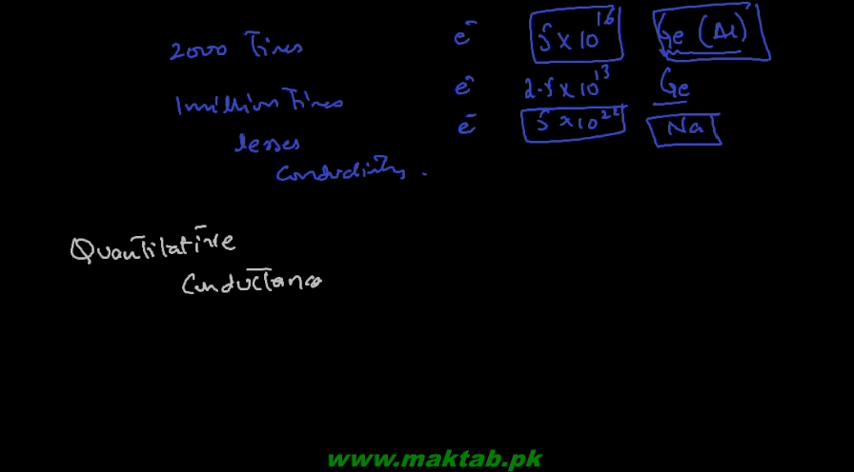 2000 Times e⁻ 5 x 10¹⁶ Ge (Al)
1 million Times e⁻ 2.5 x 10¹³ Ge
lesses e⁻ 5 x 10²² Na
Conductivity.
Quantitative
Conductance
www.maktab.pk